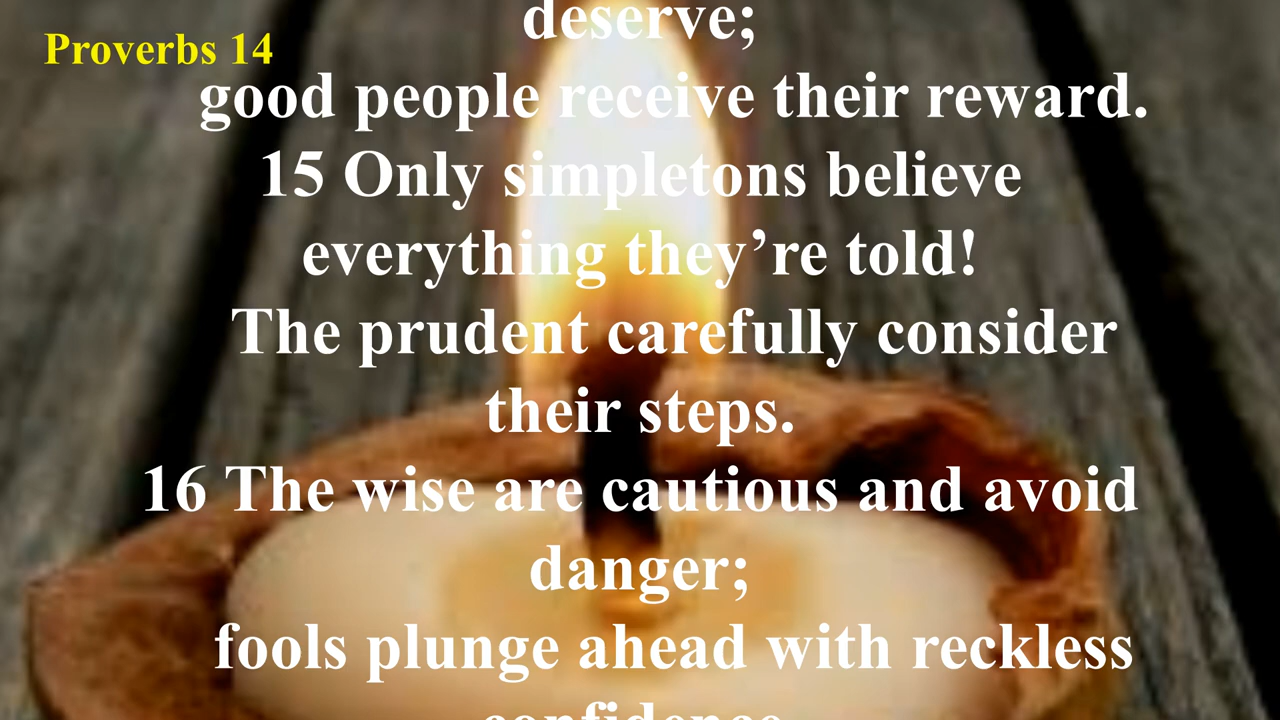 deserve;
Proverbs 14
good people receive their reward.
15 Only simpletons believe
everything they’re told!
The prudent carefully consider
their steps.
16 The wise are cautious and avoid
danger;
fools plunge ahead with reckless
confidence.